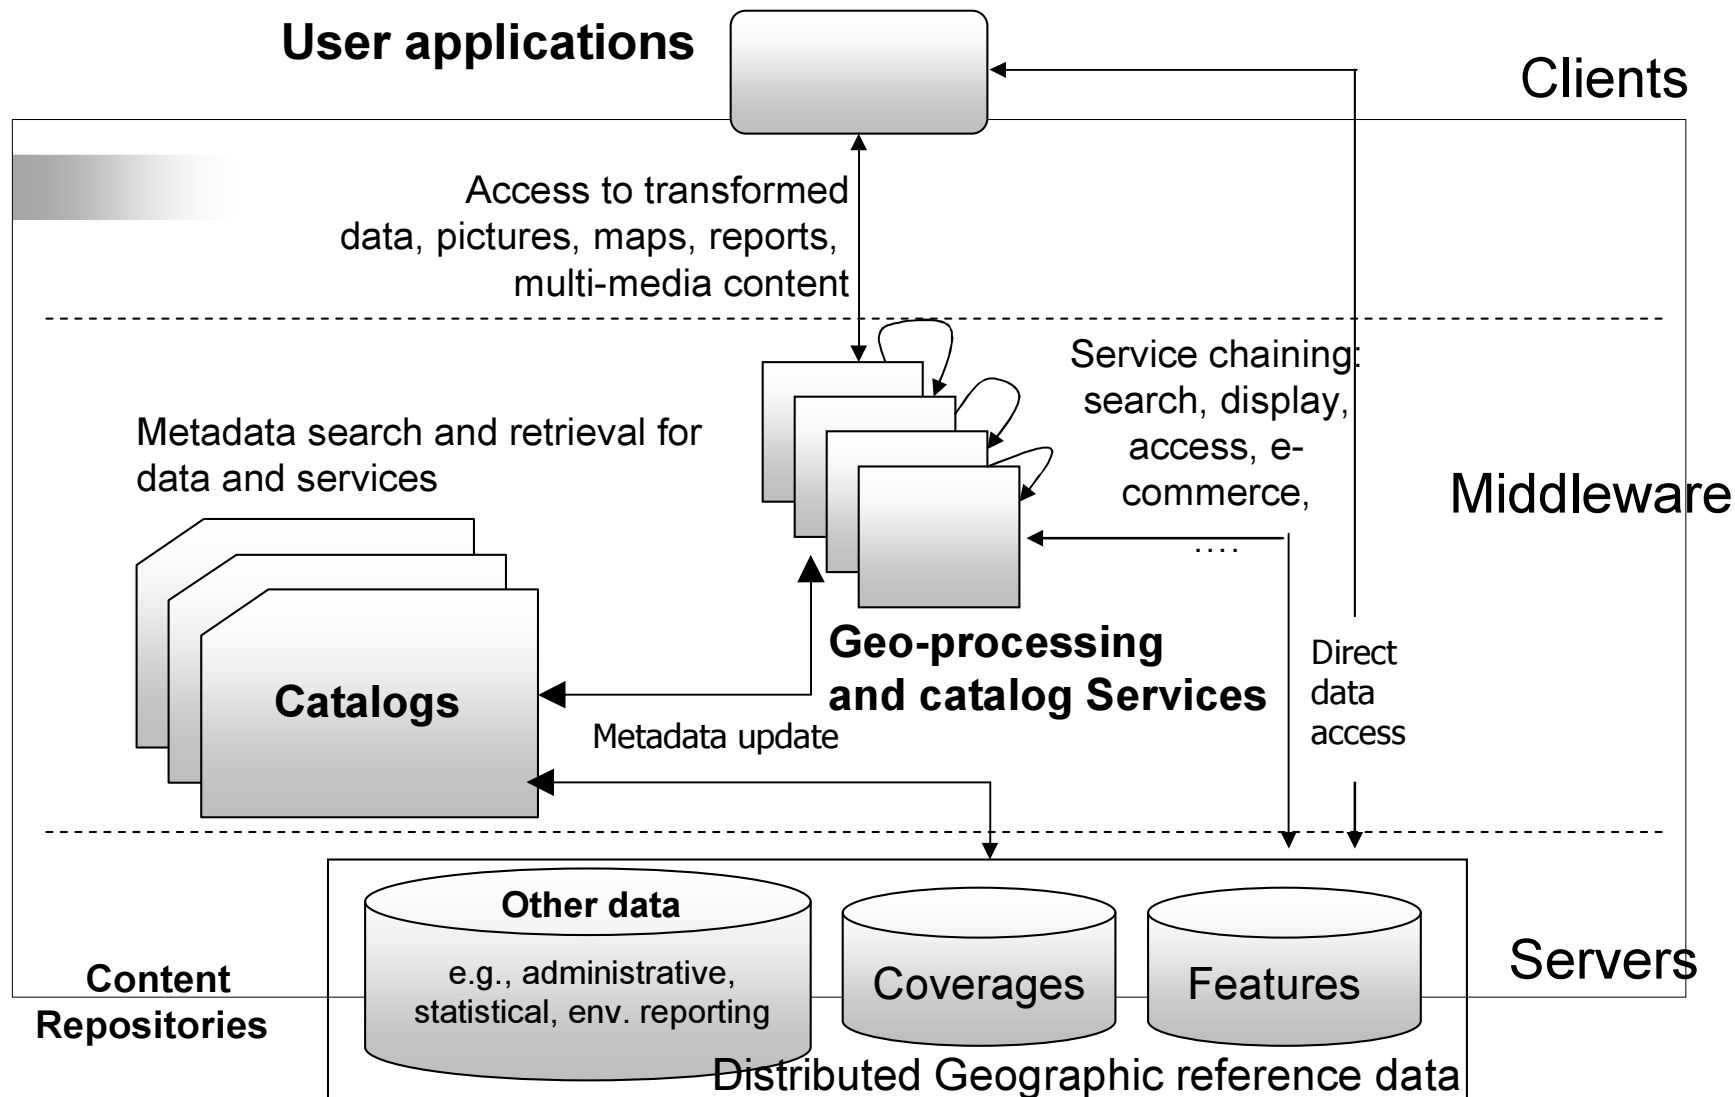 User applications
Clients
Access to transformed
data, pictures, maps, reports,
multi-media content
Service chaining:
search, display,
access, e-
commerce,
....
Metadata search and retrieval for
data and services
Middleware
Catalogs
Geo-processing
and catalog Services
Metadata update
Direct
data
access
Other data
e.g., administrative,
statistical, env. reporting
Coverages
Features
Servers
Content
Repositories
Distributed Geographic reference data